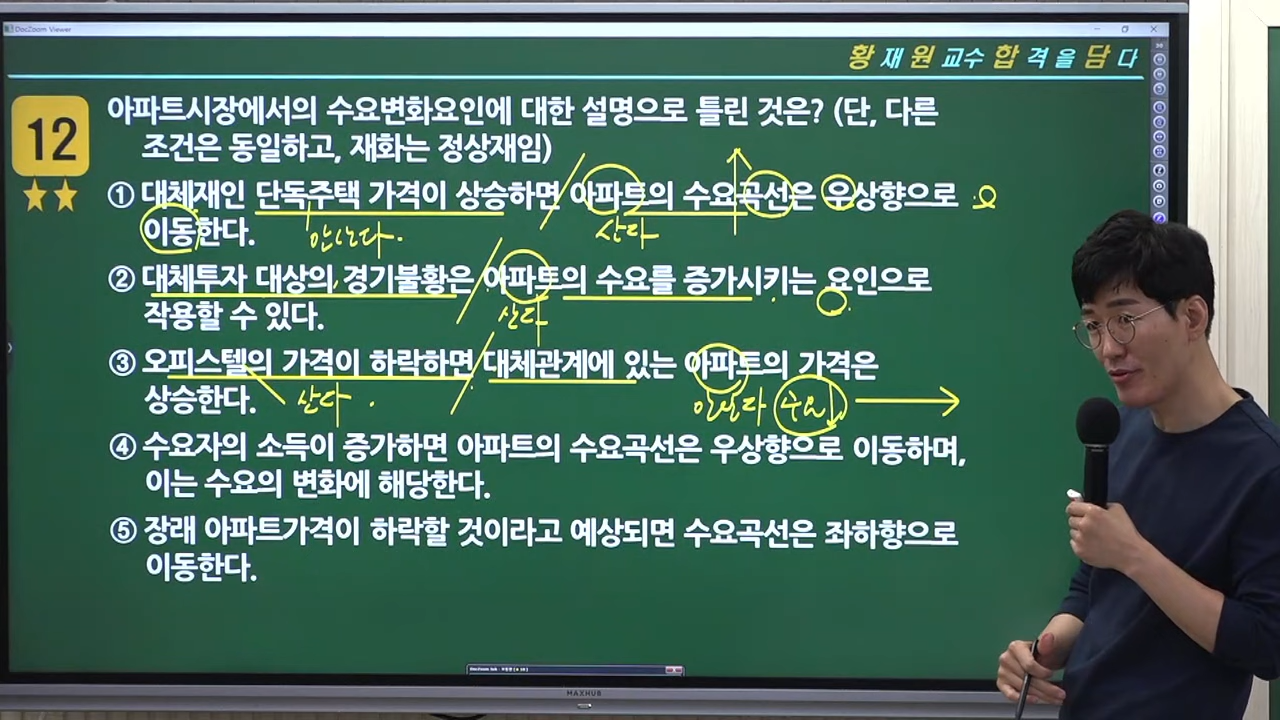 DocZoom Viewer
황재원교수 합격을 담다
12
아파트시장에서의 수요변화요인에 대한 설명으로 틀린 것은? (단, 다른
조건은 동일하고, 재화는 정상재임)
① 대체재인 단독주택 가격이 상승하면 아파트의 수요곡선은 우상향으로
이동한다.
안산다.
산다
② 대체투자 대상의 경기불황은 아파트의 수요를 증가시키는 요인으로
작용할 수 있다.
산다
③ 오피스텔의 가격이 하락하면 대체관계에 있는 아파트의 가격은
상승한다.
산다.
안산다
수요↓
④ 수요자의 소득이 증가하면 아파트의 수요곡선은 우상향으로 이동하며,
이는 수요의 변화에 해당한다.
⑤ 장래 아파트가격이 하락할 것이라고 예상되면 수요곡선은 좌하향으로
이동한다.
MAXHUB